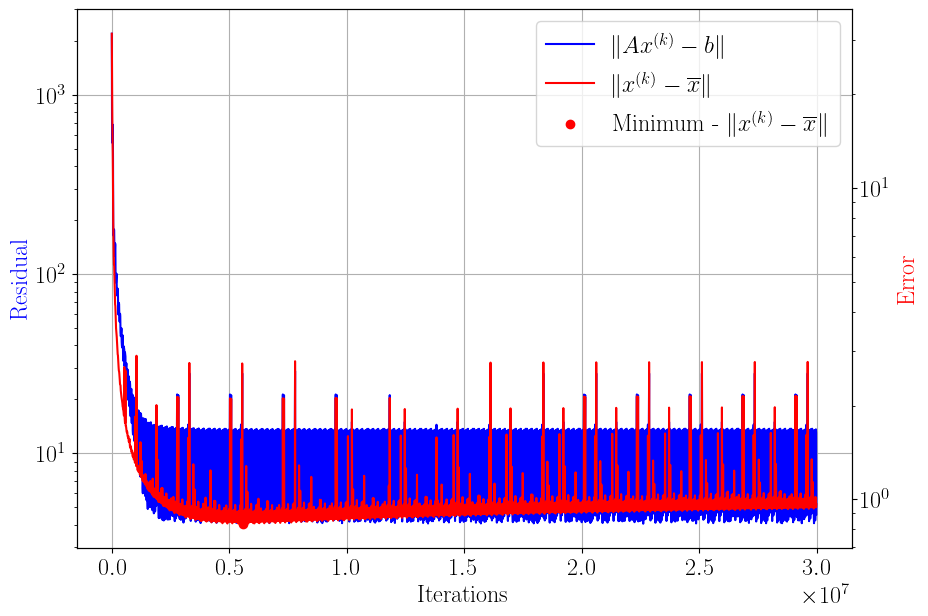 ‖Ax^(k) − b‖
‖x^(k) − x̅‖
Minimum - ‖x^(k) − x̅‖
10^3
10^2
10^1
Residual
10^1
10^0
Error
0.0 0.5 1.0 1.5 2.0 2.5 3.0
Iterations
×10^7